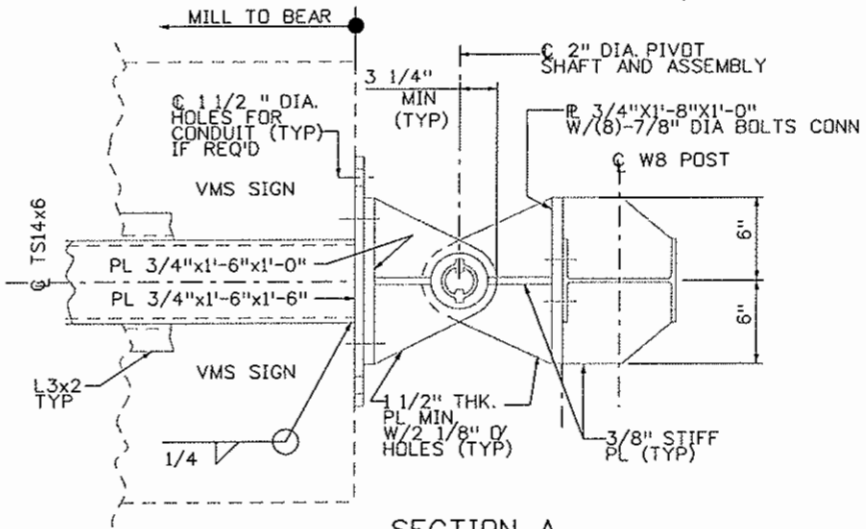 MILL TO BEAR
℄ 2" DIA. PIVOT
SHAFT AND ASSEMBLY
3 1/4"
MIN
(TYP)
℄ 1 1/2 " DIA.
HOLES FOR
CONDUIT (TYP)
IF REQ'D
PL 3/4"X1'-8"X1'-0"
W/(8)-7/8" DIA BOLTS CONN
℄ W8 POST
VMS SIGN
℄ TS14x6
PL 3/4"x1'-6"x1'-0"
PL 3/4"x1'-6"x1'-6"
6"
6"
VMS SIGN
L3x2
TYP
1 1/2" THK.
PL MIN
W/2 1/8" O/
HOLES (TYP)
3/8" STIFF
PL (TYP)
1/4
SECTION A